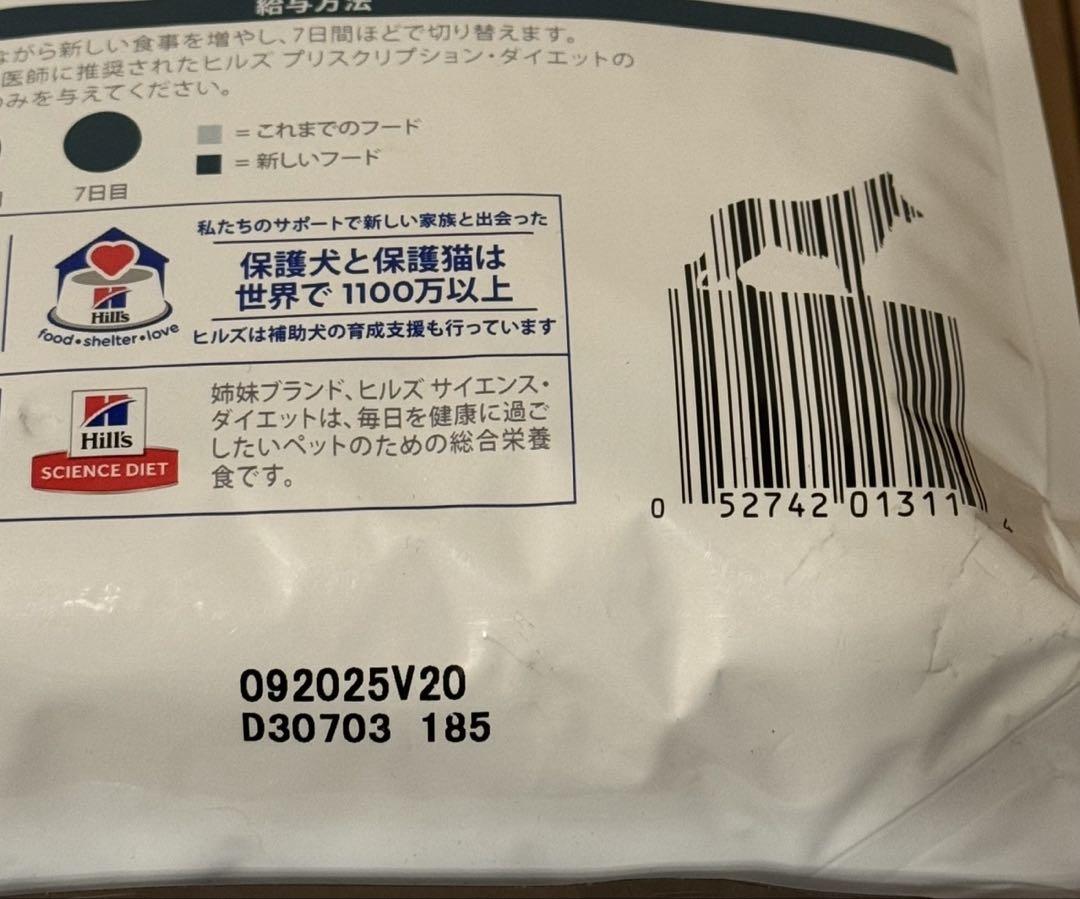 給与方法
ながら新しい食事を増やし、7日間ほどで切り替えます。
医師に推奨されたヒルズ プリスクリプション・ダイエットの
みを与えてください。
= これまでのフード
= 新しいフード
7日目
私たちのサポートで新しい家族と出会った
保護犬と保護猫は
世界で 1100万以上
ヒルズは補助犬の育成支援も行っています
Hill's
food•shelter•love
姉妹ブランド、ヒルズ サイエンス・
ダイエットは、毎日を健康に過ご
したいペットのための総合栄養
食です。
Hill's
SCIENCE DIET
0 52742 01311 4
092025V20
D30703 185